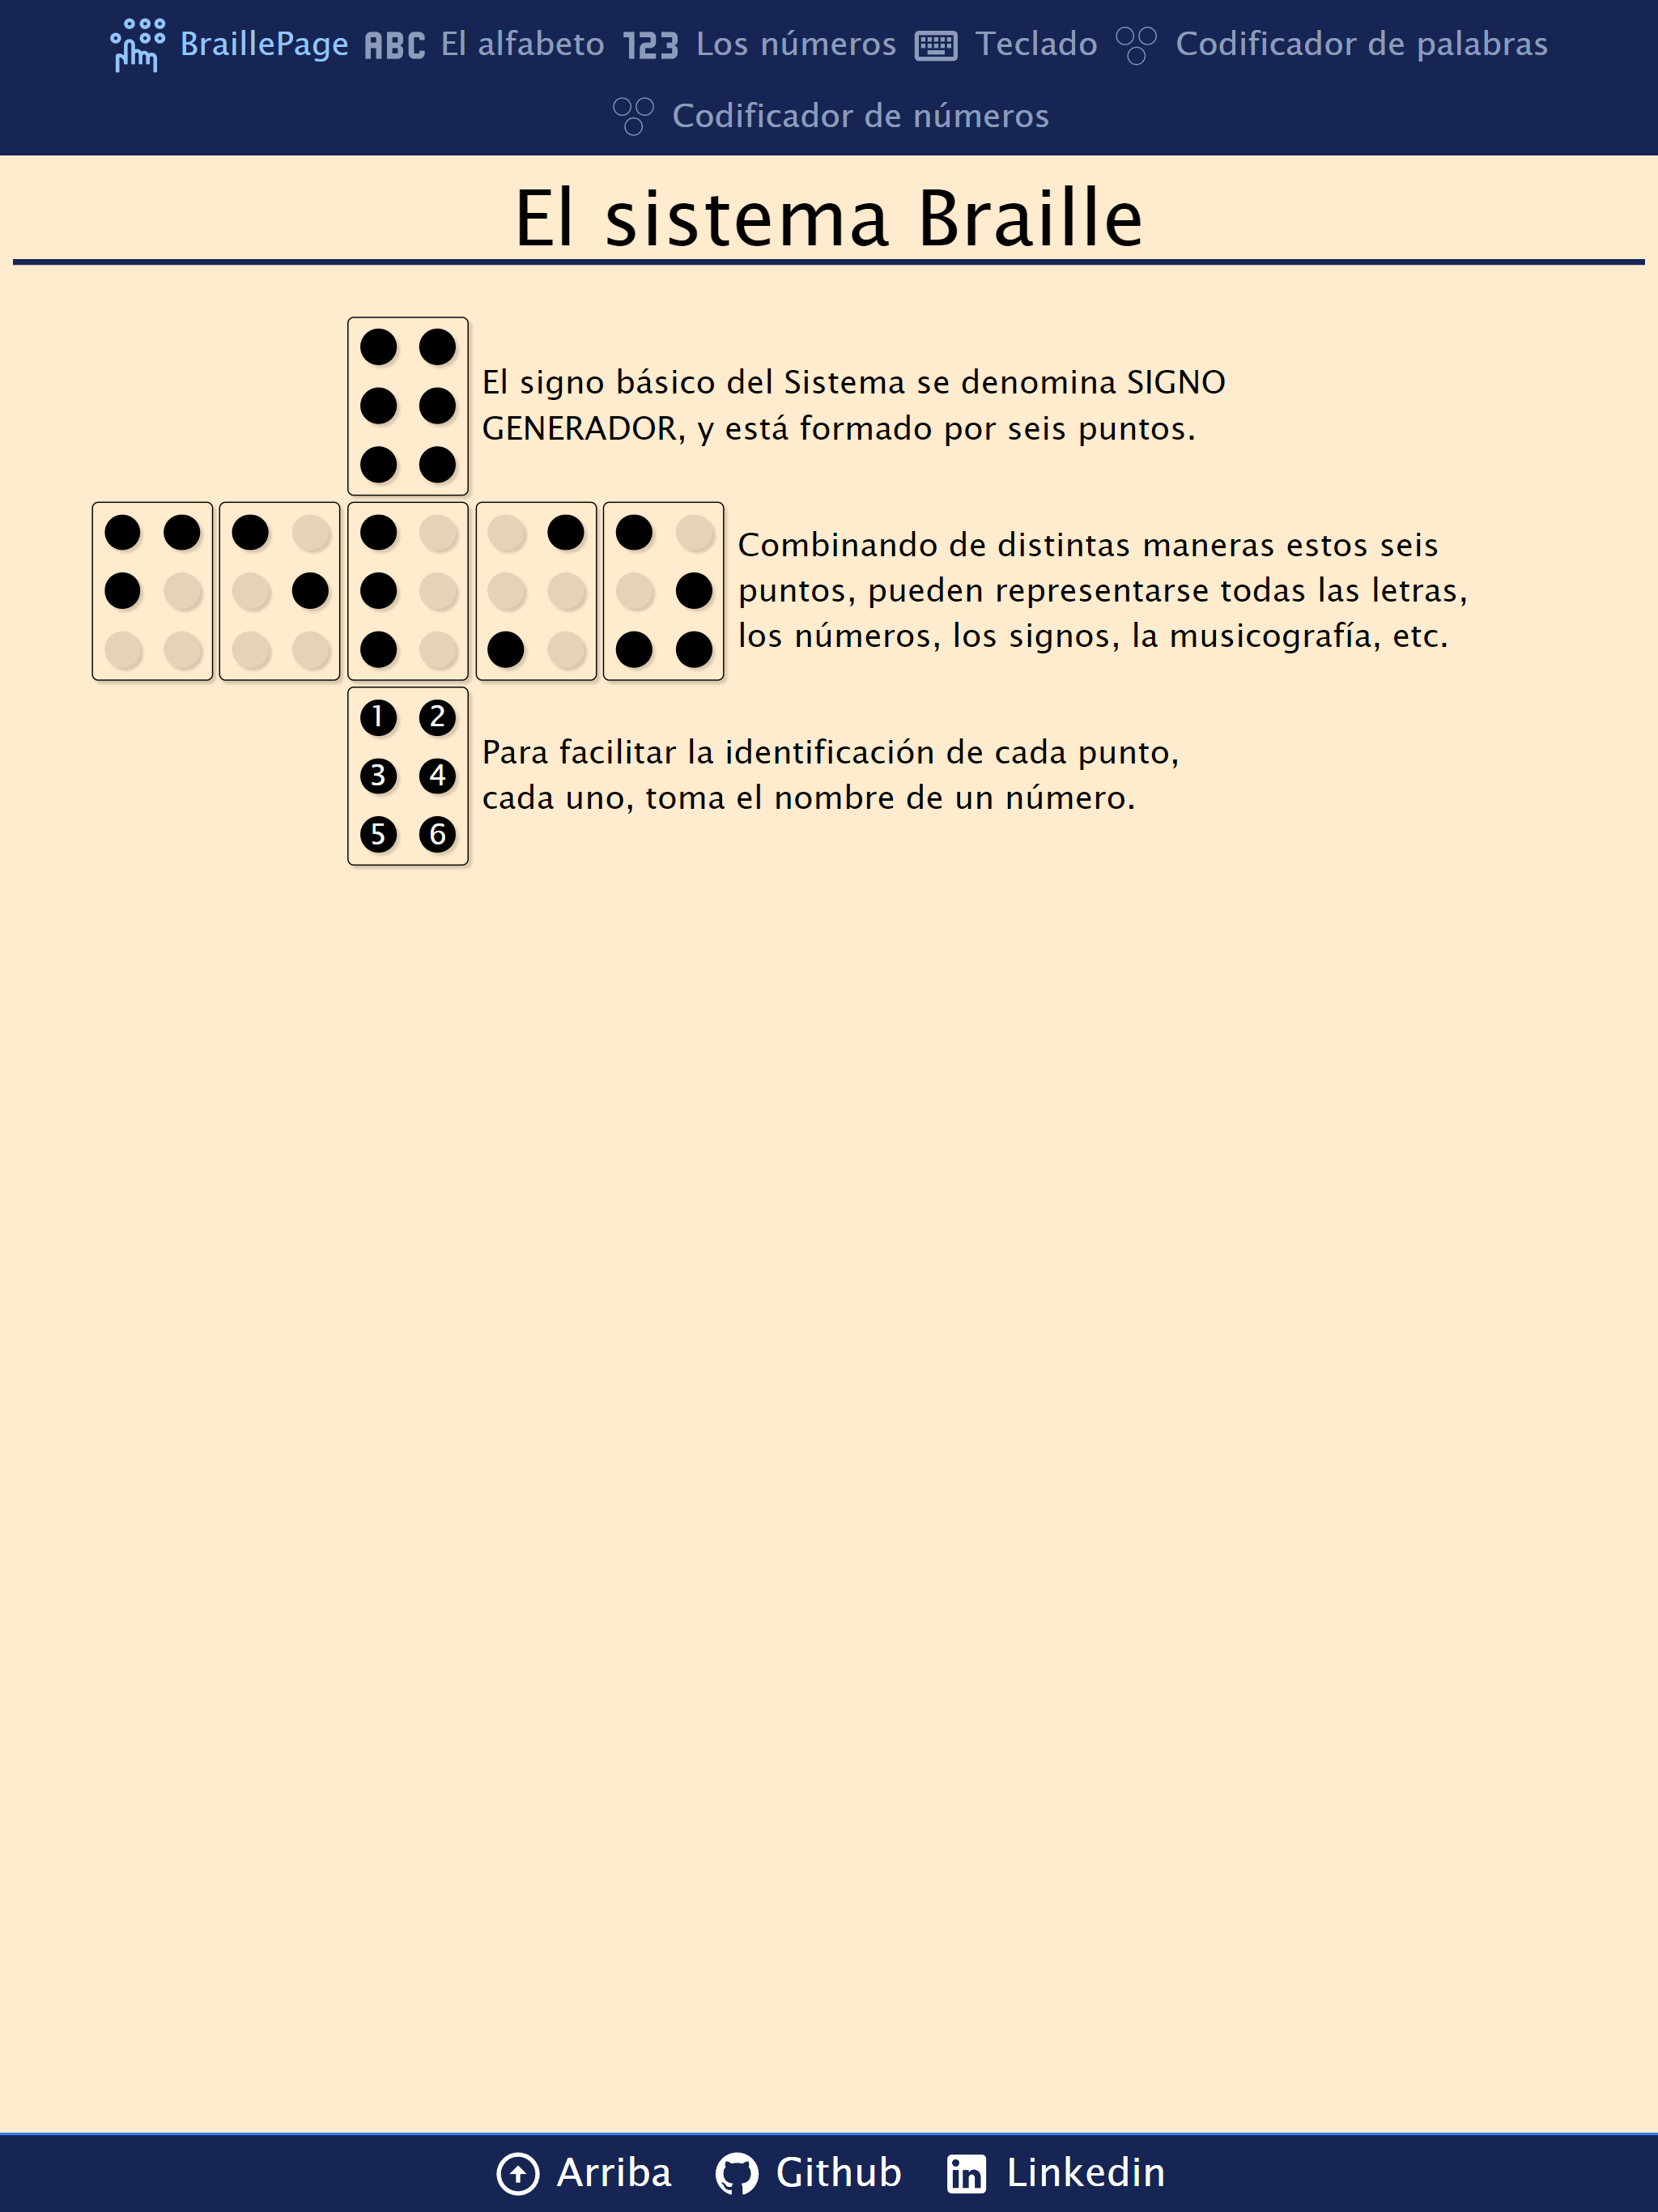 BraillePage ABC El alfabeto 123 Los números Teclado Codificador de palabras
Codificador de números
El sistema Braille
El signo básico del Sistema se denomina SIGNO
GENERADOR, y está formado por seis puntos.
Combinando de distintas maneras estos seis
puntos, pueden representarse todas las letras,
los números, los signos, la musicografía, etc.
1 2
3 4
5 6
Para facilitar la identificación de cada punto,
cada uno, toma el nombre de un número.
Arriba Github in Linkedin